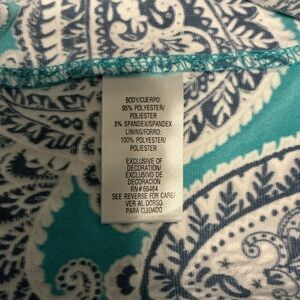 BODY/CUERPO:
95% POLYESTER/
POLIESTER
5% SPANDEX/SPANDEX
LINING/FORRO:
100% POLYESTER/
POLIESTER
EXCLUSIVE OF
DECORATION/
EXCLUSIVO DE
DECORACION
RN# 66464
SEE REVERSE FOR CARE/
VER AL DORSO
PARA CUIDADO